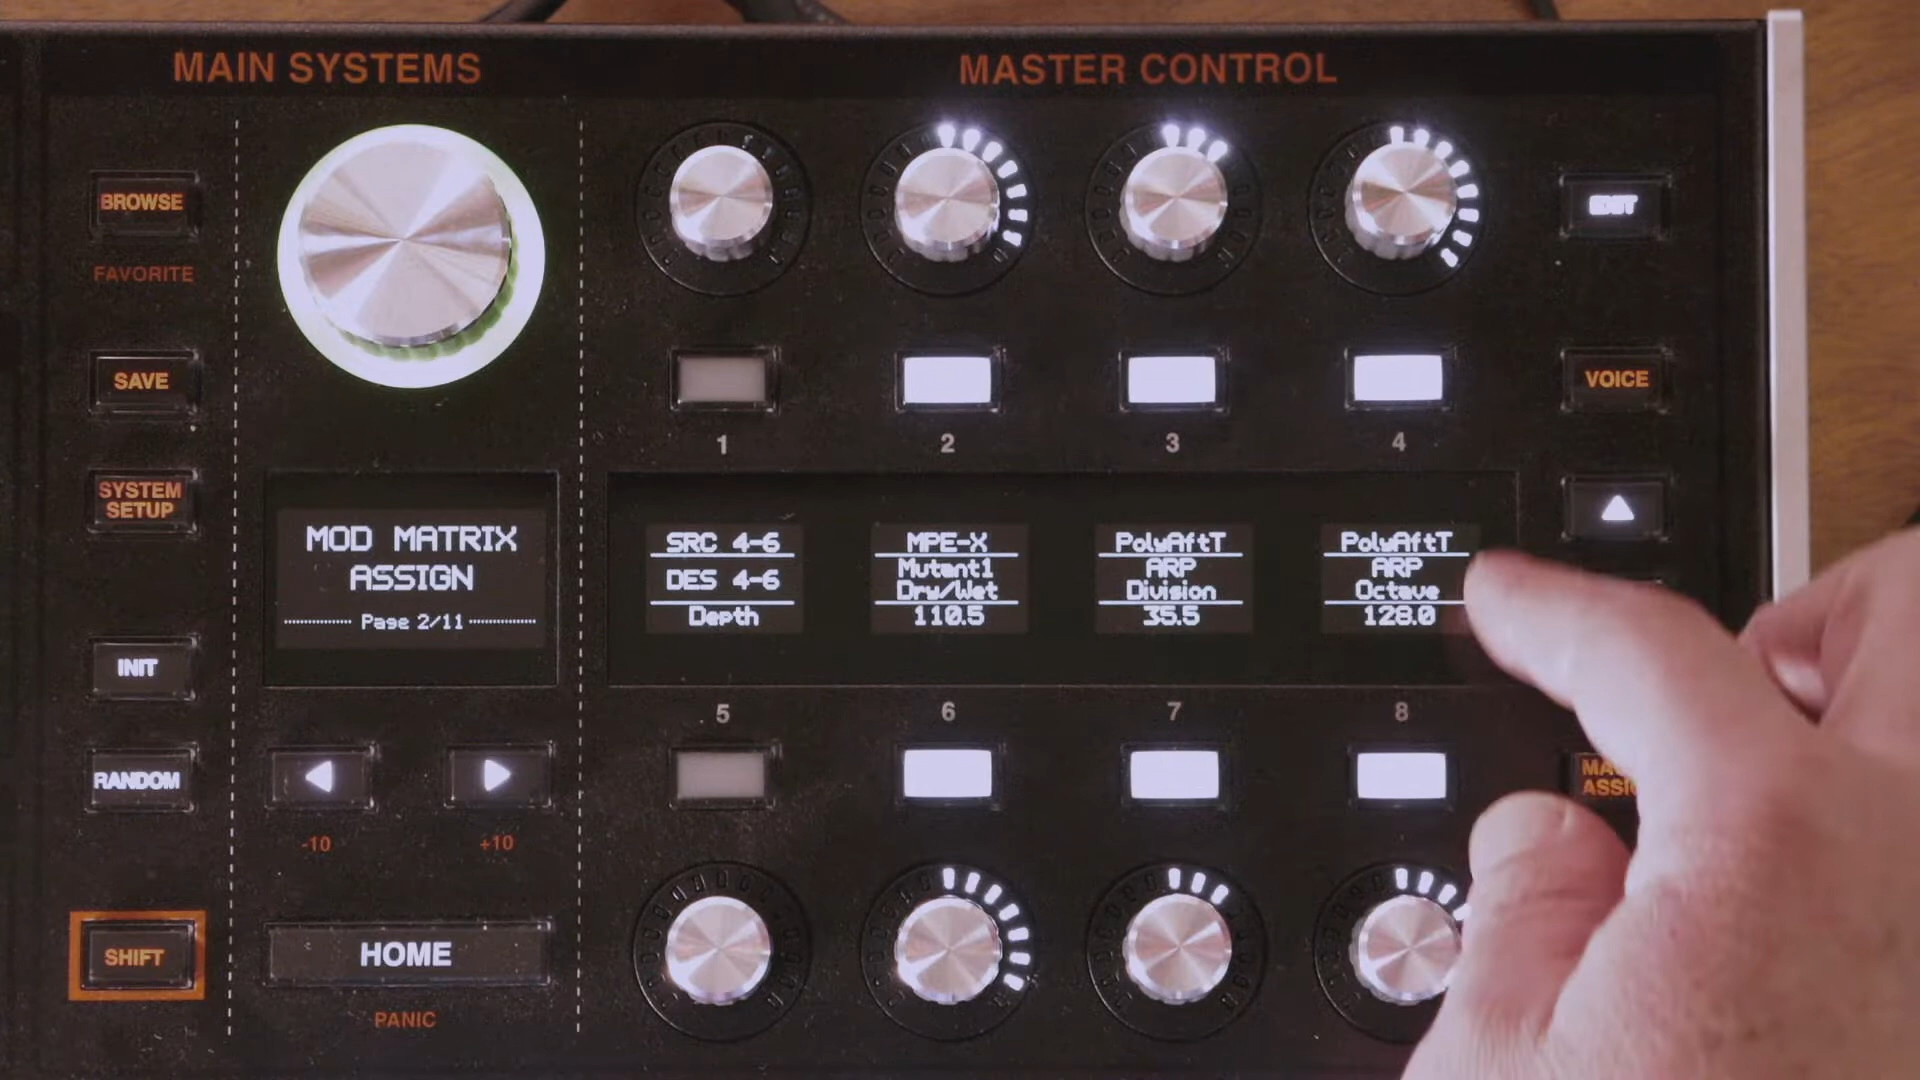 MAIN SYSTEMS
MASTER CONTROL
BROWSE
FAVORITE
SAVE
SYSTEM
SETUP
INIT
RANDOM
SHIFT
MOD MATRIX
ASSIGN
Page 2/11
-10
+10
HOME
PANIC
1
2
3
4
SRC 4-6
DES 4-6
Depth
MPE-X
Mutant1
Dry/Wet
110.5
PolyAftT
ARP
Division
35.5
PolyAftT
ARP
Octave
128.0
5
6
7
8
EXIT
VOICE